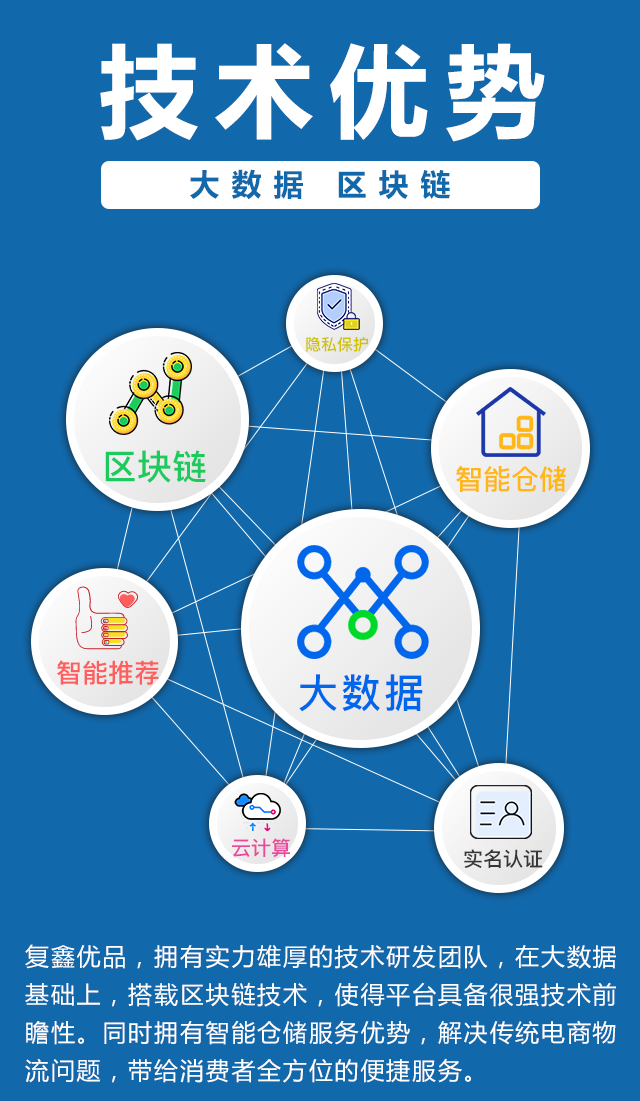 技术优势
大数据 区块链
隐私保护
区块链
智能仓储
智能推荐
大数据
云计算
实名认证
复鑫优品，拥有实力雄厚的技术研发团队，在大数据
基础上，搭载区块链技术，使得平台具备很强技术前
瞻性。同时拥有智能仓储服务优势，解决传统电商物
流问题，带给消费者全方位的便捷服务。